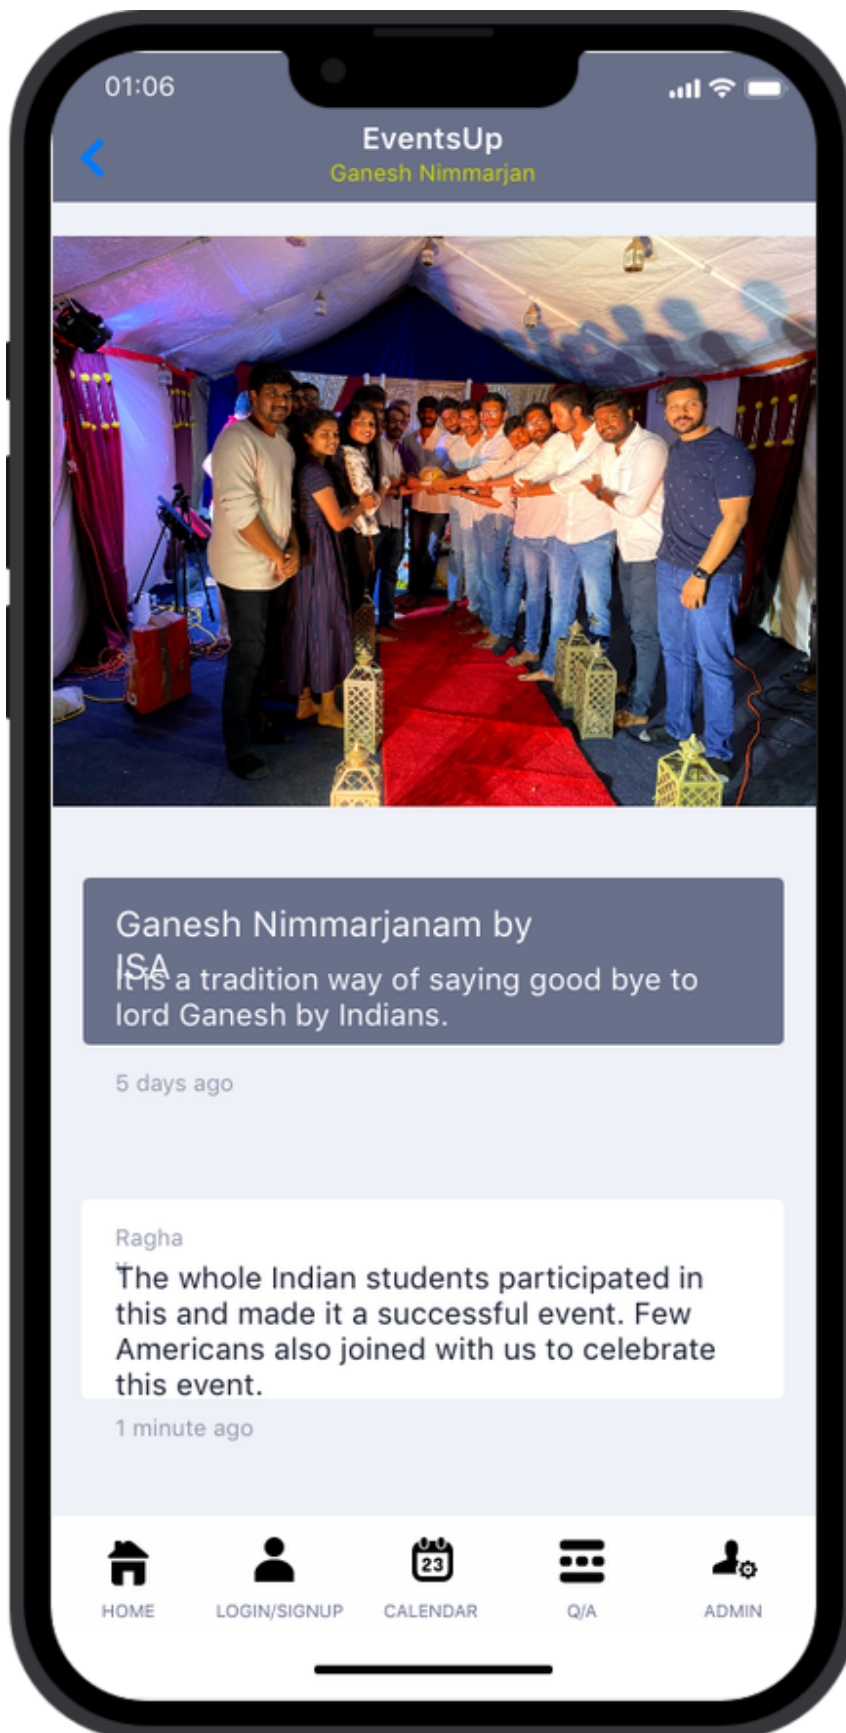 01:06
EventsUp
Ganesh Nimmarjan
Ganesh Nimmarjanam by
ISA
It is a tradition way of saying good bye to
lord Ganesh by Indians.
5 days ago
Ragha
v
The whole Indian students participated in
this and made it a successful event. Few
Americans also joined with us to celebrate
this event.
1 minute ago
23
HOME LOGIN/SIGNUP CALENDAR Q/A ADMIN